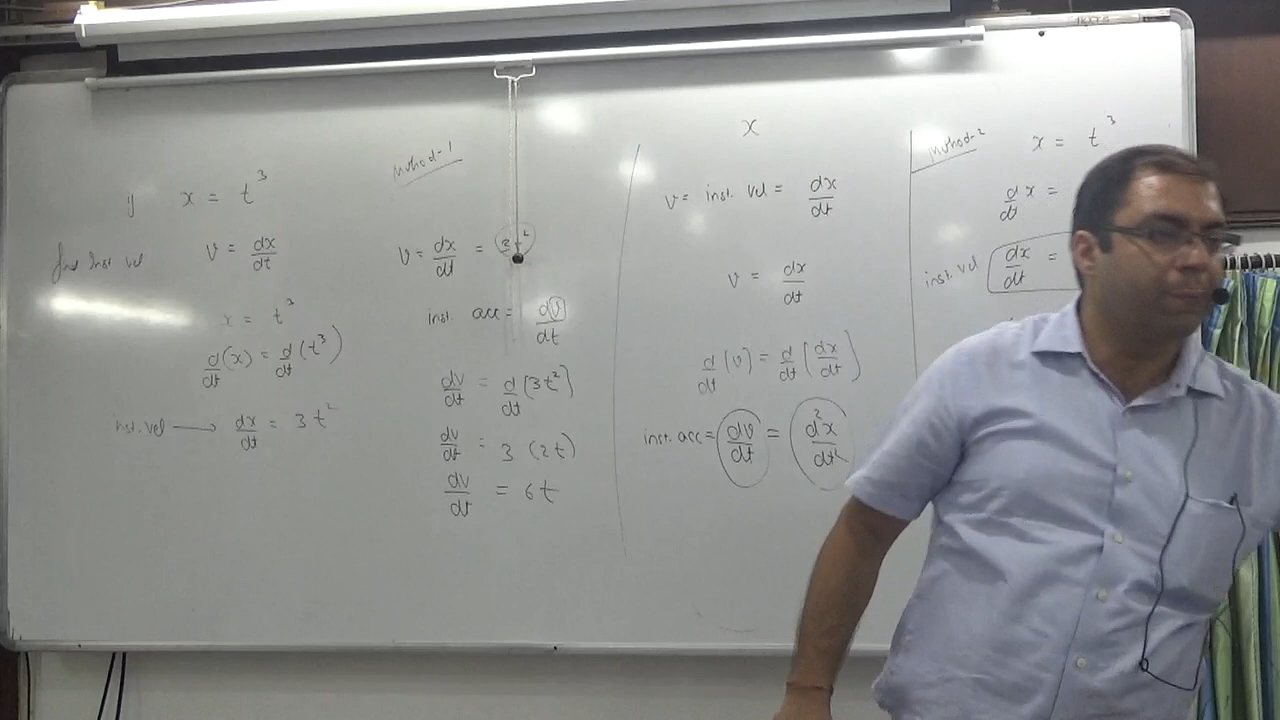 if x = t³
find inst vel v = dx/dt
x = t³
d/dt (x) = d/dt (t³)
inst. vel → dx/dt = 3t²
Method-1
v = dx/dt = 3t²
inst. acc = dv/dt
dv/dt = d/dt (3t²)
dv/dt = 3 (2t)
dv/dt = 6t
x
v = inst. vel = dx/dt
v = dx/dt
d/dt (v) = d/dt (dx/dt)
inst. acc = dv/dt = d²x/dt²
Method-2
x = t³
d/dt x =
inst. vel dx/dt =